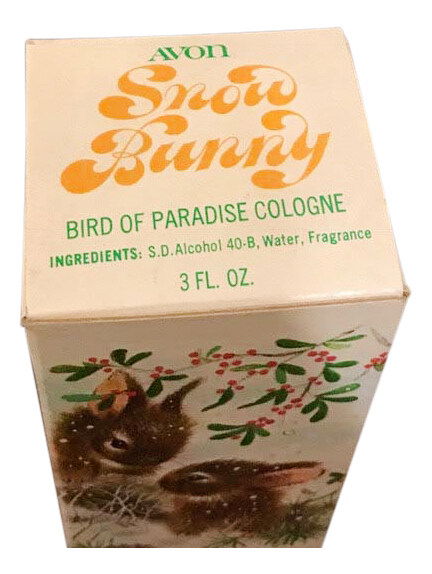 AVON
Snow
Bunny
BIRD OF PARADISE COLOGNE
INGREDIENTS: S.D.Alcohol 40-B, Water, Fragrance
3 FL. OZ.